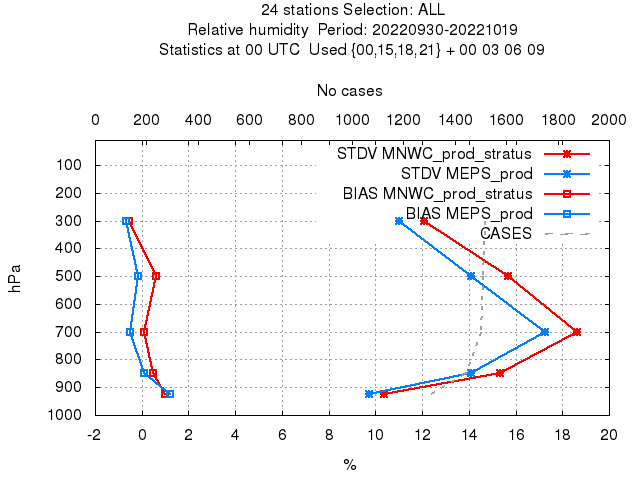 24 stations Selection: ALL
Relative humidity  Period: 20220930-20221019
Statistics at 00 UTC  Used {00,15,18,21} + 00 03 06 09
No cases
0 200 400 600 800 1000 1200 1400 1600 1800 2000
STDV MNWC_prod_stratus
STDV MEPS_prod
BIAS MNWC_prod_stratus
BIAS MEPS_prod
CASES
100
200
300
400
500
600
700
800
900
1000
hPa
-2 0 2 4 6 8 10 12 14 16 18 20
%